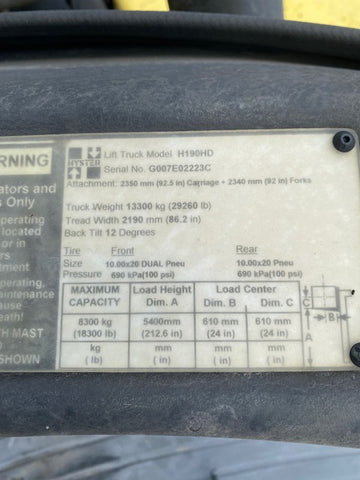 RNING
ators and
s Only
perating
located
or in
ers
tment
perating,
aintenance
ause
eath!
H MAST
SHOWN
HYSTER
Lift Truck Model H190HD
Serial No. G007E02223C
Attachment: 2350 mm (92.5 in) Carriage + 2340 mm (92 in) Forks
Truck Weight 13300 kg (29260 lb)
Tread Width 2190 mm (86.2 in)
Back Tilt 12 Degrees
Tire Front Rear
Size 10.00x20 DUAL Pneu 10.00x20 Pneu
Pressure 690 kPa(100 psi) 690 kPa(100 psi)
MAXIMUM CAPACITY Load Height Dim. A Load Center Dim. B Dim. C
8300 kg 5400mm 610 mm 610 mm
(18300 lb) (212.6 in) (24 in) (24 in)
kg mm mm mm
( lb) ( in) ( in) ( in)
C
B
A